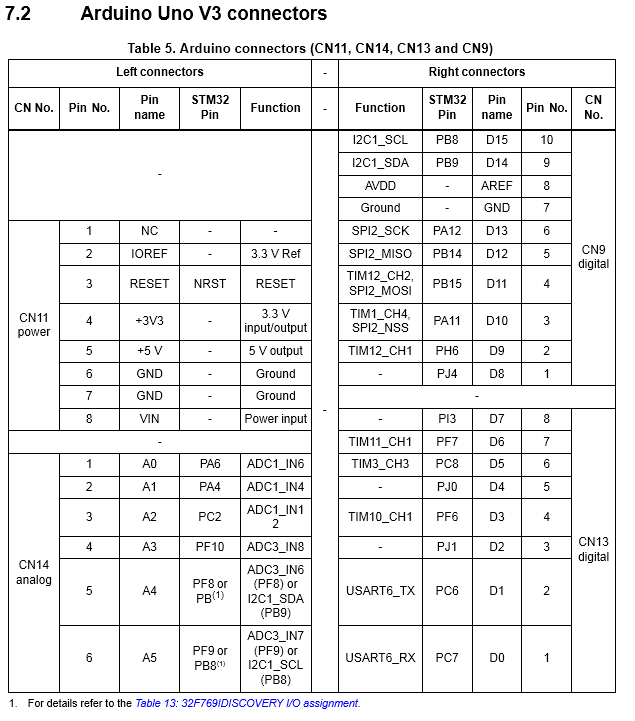 7.2 Arduino Uno V3 connectors
Table 5. Arduino connectors (CN11, CN14, CN13 and CN9)
Left connectors - Right connectors
CN No. Pin No. Pin name STM32 Pin Function - Function STM32 Pin Pin name Pin No. CN No.
- - I2C1_SCL PB8 D15 10 CN9 digital
I2C1_SDA PB9 D14 9
AVDD - AREF 8
Ground - GND 7
CN11 power 1 NC - - SPI2_SCK PA12 D13 6
2 IOREF - 3.3 V Ref SPI2_MISO PB14 D12 5
3 RESET NRST RESET TIM12_CH2, SPI2_MOSI PB15 D11 4
4 +3V3 - 3.3 V input/output TIM1_CH4, SPI2_NSS PA11 D10 3
5 +5 V - 5 V output TIM12_CH1 PH6 D9 2
6 GND - Ground - PJ4 D8 1
7 GND - Ground -
8 VIN - Power input - PI3 D7 8 CN13 digital
- TIM11_CH1 PF7 D6 7
CN14 analog 1 A0 PA6 ADC1_IN6 TIM3_CH3 PC8 D5 6
2 A1 PA4 ADC1_IN4 - PJ0 D4 5
3 A2 PC2 ADC1_IN1 2 TIM10_CH1 PF6 D3 4
4 A3 PF10 ADC3_IN8 - PJ1 D2 3
5 A4 PF8 or PB(1) ADC3_IN6 (PF8) or I2C1_SDA (PB9) USART6_TX PC6 D1 2
6 A5 PF9 or PB8(1) ADC3_IN7 (PF9) or I2C1_SCL (PB8) USART6_RX PC7 D0 1
1. For details refer to the Table 13: 32F769IDISCOVERY I/O assignment.